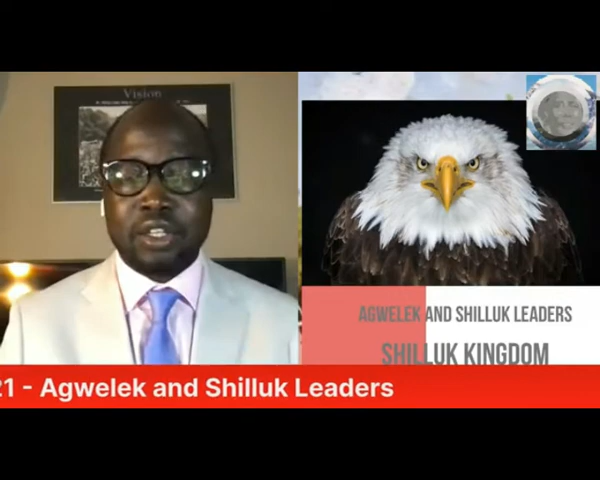 Vision
AGWELEK AND SHILLUK LEADERS
SHILLUK KINGDOM
21 - Agwelek and Shilluk Leaders